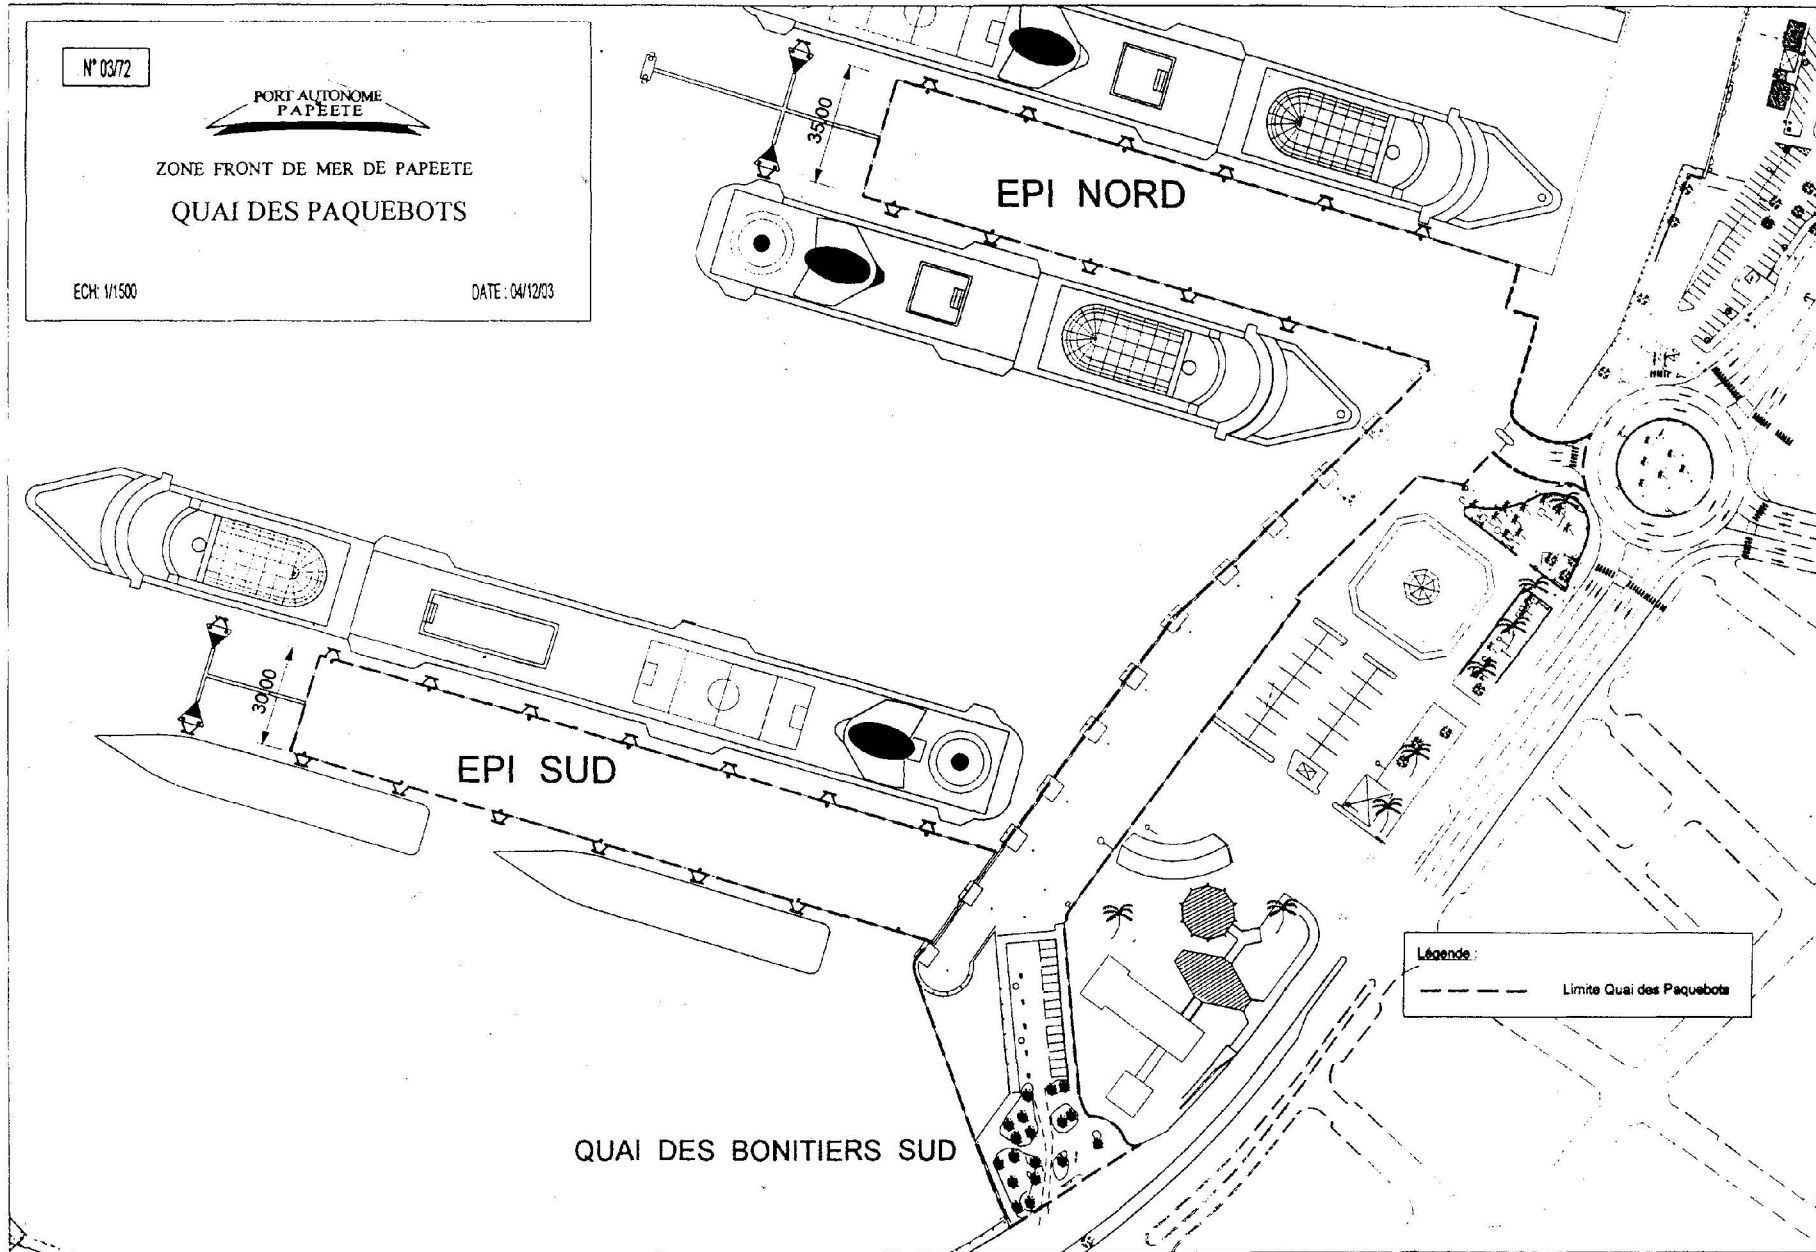 N° 03/72
PORT AUTONOME
PAPEETE
ZONE FRONT DE MER DE PAPEETE
QUAI DES PAQUEBOTS
ECH: 1/1500
DATE : 04/12/03
35.00
EPI NORD
30.00
EPI SUD
Légende :
Limite Quai des Paquebots
QUAI DES BONITIERS SUD